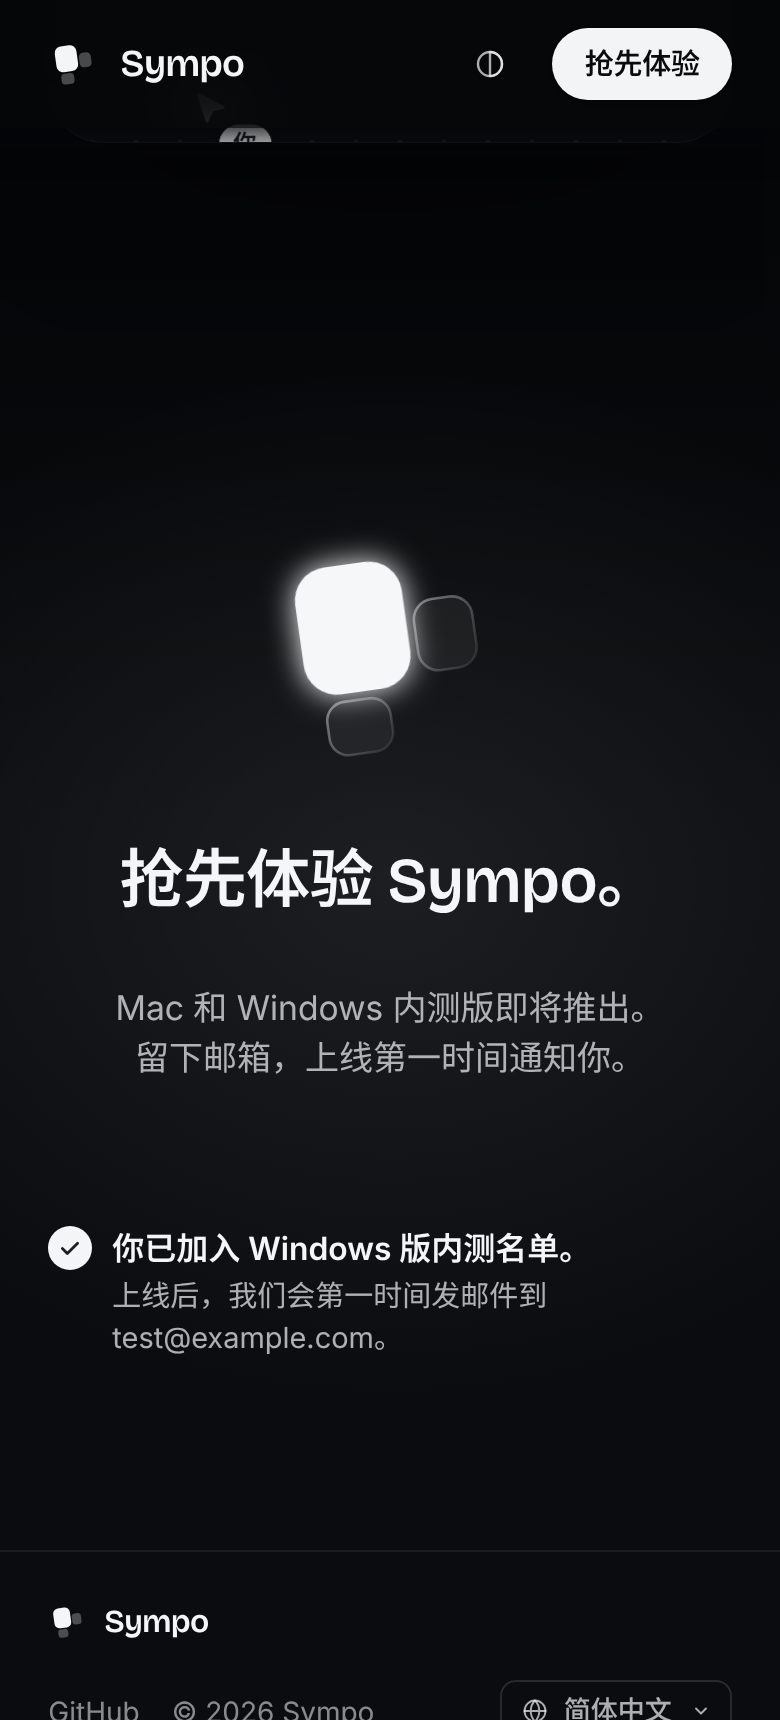 Sympo
抢先体验
你
抢先体验 Sympo。
Mac 和 Windows 内测版即将推出。
留下邮箱，上线第一时间通知你。
你已加入 Windows 版内测名单。
上线后，我们会第一时间发邮件到
test@example.com。
Sympo
GitHub © 2026 Sympo
简体中文